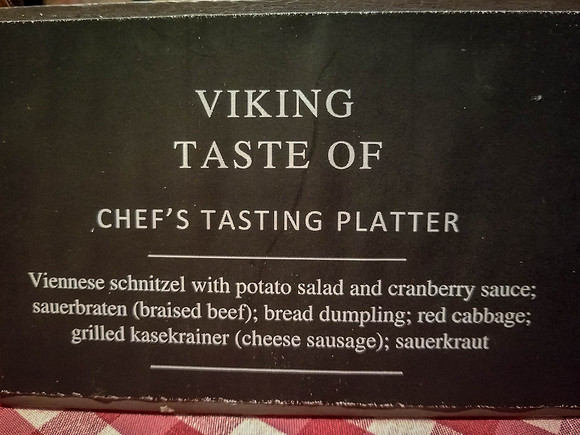 VIKING
TASTE OF
CHEF'S TASTING PLATTER
Viennese schnitzel with potato salad and cranberry sauce;
sauerbraten (braised beef); bread dumpling; red cabbage;
grilled kasekrainer (cheese sausage); sauerkraut